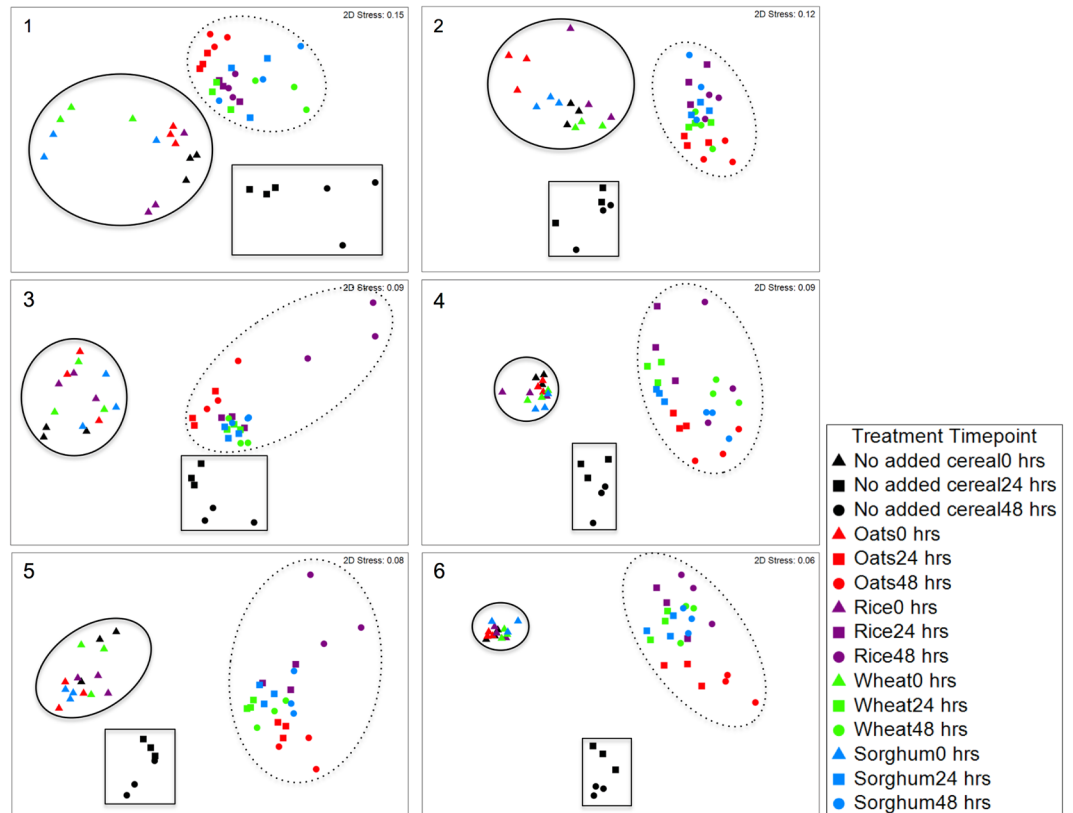 1
2D Stress: 0.15
2
2D Stress: 0.12
3
2D Stress: 0.09
4
2D Stress: 0.09
5
2D Stress: 0.08
6
2D Stress: 0.06
Treatment Timepoint
No added cereal0 hrs
No added cereal24 hrs
No added cereal48 hrs
Oats0 hrs
Oats24 hrs
Oats48 hrs
Rice0 hrs
Rice24 hrs
Rice48 hrs
Wheat0 hrs
Wheat24 hrs
Wheat48 hrs
Sorghum0 hrs
Sorghum24 hrs
Sorghum48 hrs